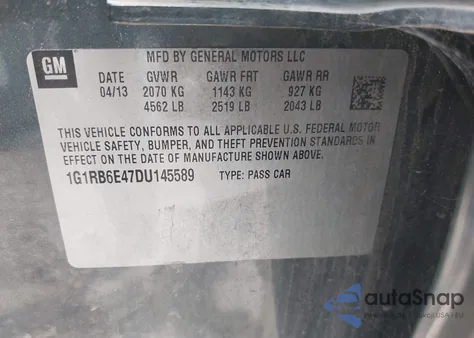 GM
MFD BY GENERAL MOTORS LLC
DATE GVWR GAWR FRT GAWR RR
04/13 2070 KG 1143 KG 927 KG
4562 LB 2519 LB 2043 LB
THIS VEHICLE CONFORMS TO ALL APPLICABLE U.S. FEDERAL MOTOR
VEHICLE SAFETY, BUMPER, AND THEFT PREVENTION STANDARDS
IN EFFECT ON THE DATE OF MANUFACTURE SHOWN ABOVE.
1G1RB6E47DU145589 TYPE: PASS CAR
autoSnap